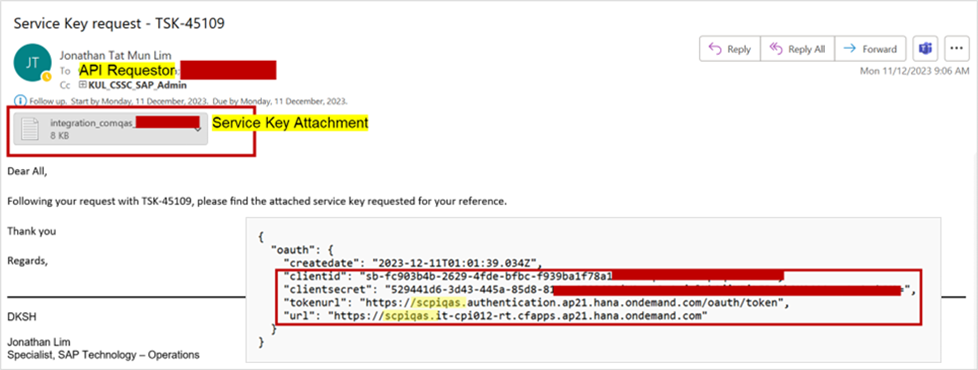 Service Key request - TSK-45109
JT
Jonathan Tat Mun Lim
Reply
Reply All
Forward
To API Requestor
Mon 11/12/2023 9:06 AM
Cc KUL_CSSC_SAP_Admin
Follow up. Start by Monday, 11 December, 2023. Due by Monday, 11 December, 2023.
integration_comqas_
8 KB
Service Key Attachment
Dear All,
Following your request with TSK-45109, please find the attached service key requested for your reference.
Thank you
Regards,
{
"oauth": {
"createdate": "2023-12-11T01:01:39.034Z",
"clientid": "sb-fc903b4b-2629-4fde-bfbc-f939ba1f78a1
"clientsecret": "529441d6-3d43-445a-85d8-81 =",
"tokenurl": "https://scpiqas.authentication.ap21.hana.ondemand.com/oauth/token",
"url": "https://scpiqas.it-cpi012-rt.cfapps.ap21.hana.ondemand.com"
}
}
DKSH
Jonathan Lim
Specialist, SAP Technology – Operations